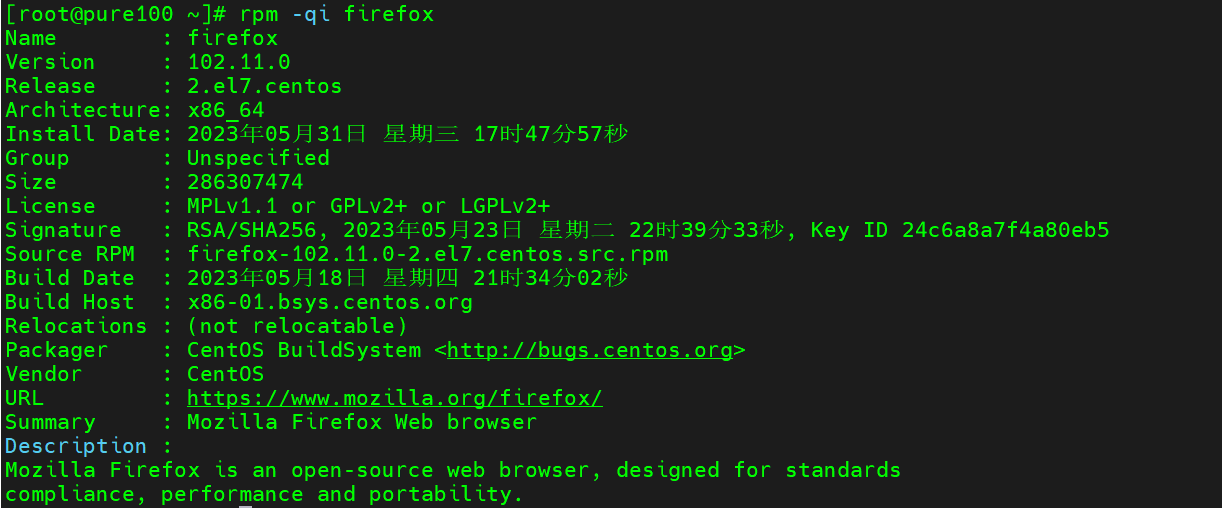 [root@pure100 ~]# rpm -qi firefox
Name        : firefox
Version     : 102.11.0
Release     : 2.el7.centos
Architecture: x86_64
Install Date: 2023年05月31日 星期三 17时47分57秒
Group       : Unspecified
Size        : 286307474
License     : MPLv1.1 or GPLv2+ or LGPLv2+
Signature   : RSA/SHA256, 2023年05月23日 星期二 22时39分33秒, Key ID 24c6a8a7f4a80eb5
Source RPM  : firefox-102.11.0-2.el7.centos.src.rpm
Build Date  : 2023年05月18日 星期四 21时34分02秒
Build Host  : x86-01.bsys.centos.org
Relocations : (not relocatable)
Packager    : CentOS BuildSystem <http://bugs.centos.org>
Vendor      : CentOS
URL         : https://www.mozilla.org/firefox/
Summary     : Mozilla Firefox Web browser
Description :
Mozilla Firefox is an open-source web browser, designed for standards
compliance, performance and portability.